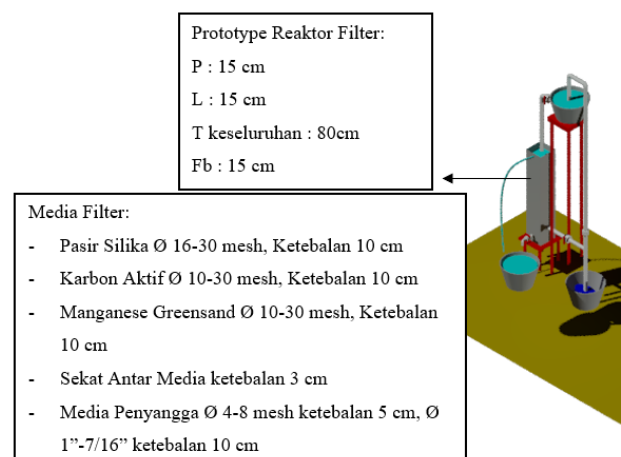 Prototype Reaktor Filter:
P : 15 cm
L : 15 cm
T keseluruhan : 80cm
Fb : 15 cm
Media Filter:
- Pasir Silika Ø 16-30 mesh, Ketebalan 10 cm
- Karbon Aktif Ø 10-30 mesh, Ketebalan 10 cm
- Manganese Greensand Ø 10-30 mesh, Ketebalan
10 cm
- Sekat Antar Media ketebalan 3 cm
- Media Penyangga Ø 4-8 mesh ketebalan 5 cm, Ø
1”-7/16” ketebalan 10 cm